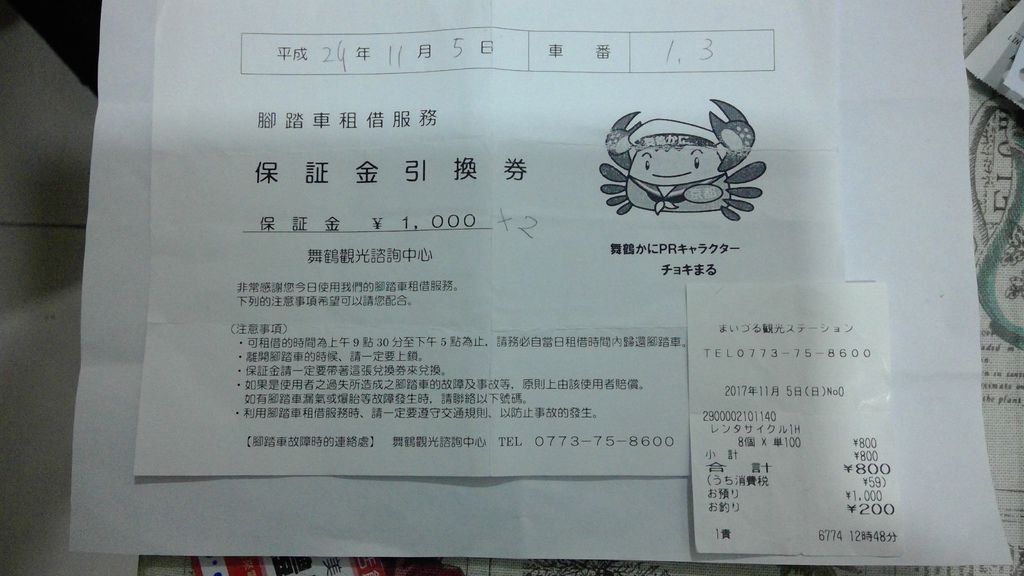 平成 29 年 11 月 5 日 車 番 1.3
腳踏車租借服務
保 証 金 引 換 券
保 証 金 ¥ 1,000 ×2
舞鶴觀光諮詢中心
かに
舞鶴かにPRキャラクター
チョキまる
非常感謝您今日使用我們的腳踏車租借服務。
下列的注意事項希望可以請您配合。
(注意事項)
・可租借的時間為上午 9 點 30 分至下午 5 點為止、請務必自當日租借時間內歸還腳踏車。
・離開腳踏車的時候、請一定要上鎖。
・保証金請一定要帶著這張兌換券來兌換。
・如果是使用者之過失所造成之腳踏車的故障及事故等、原則上由該使用者賠償。
如有腳踏車漏氣或爆胎等故障發生時、請聯絡以下號碼。
・利用腳踏車租借服務時、請一定要遵守交通規則、以防止事故的發生。
【腳踏車故障時的連絡處】 舞鶴觀光諮詢中心 TEL 0773-75-8600
まいづる観光ステーション
TEL0773-75-8600
2017年11月 5日(日)No0
2900002101140
レンタサイクル1H
8個 X 単100 ¥800
小 計 ¥800
合 計 ¥800
(うち消費税 ¥59)
お預り ¥1,000
お釣り ¥200
1責 6774 12時48分